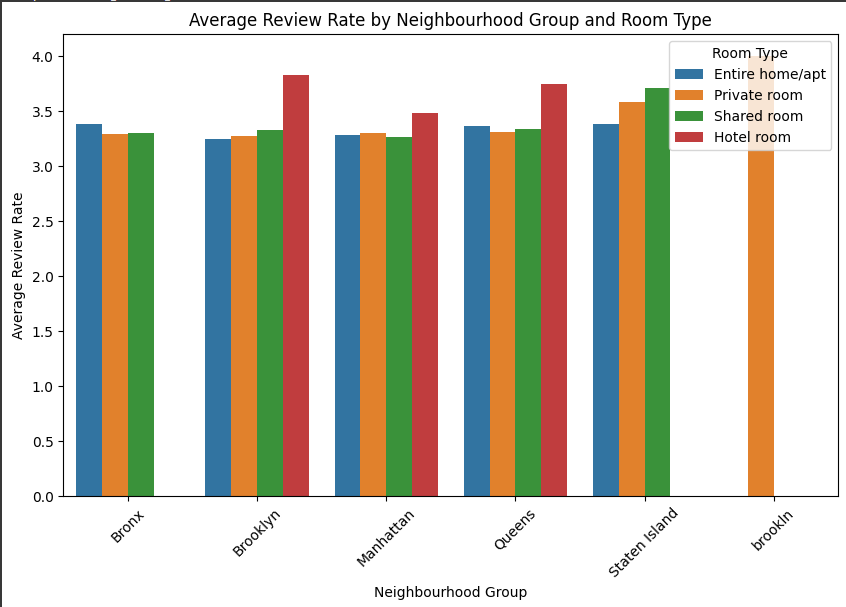 Average Review Rate by Neighbourhood Group and Room Type
Room Type
Entire home/apt
Private room
Shared room
Hotel room
4.0
3.5
3.0
2.5
2.0
1.5
1.0
0.5
0.0
Average Review Rate
Bronx
Brooklyn
Manhattan
Queens
Staten Island
brookln
Neighbourhood Group